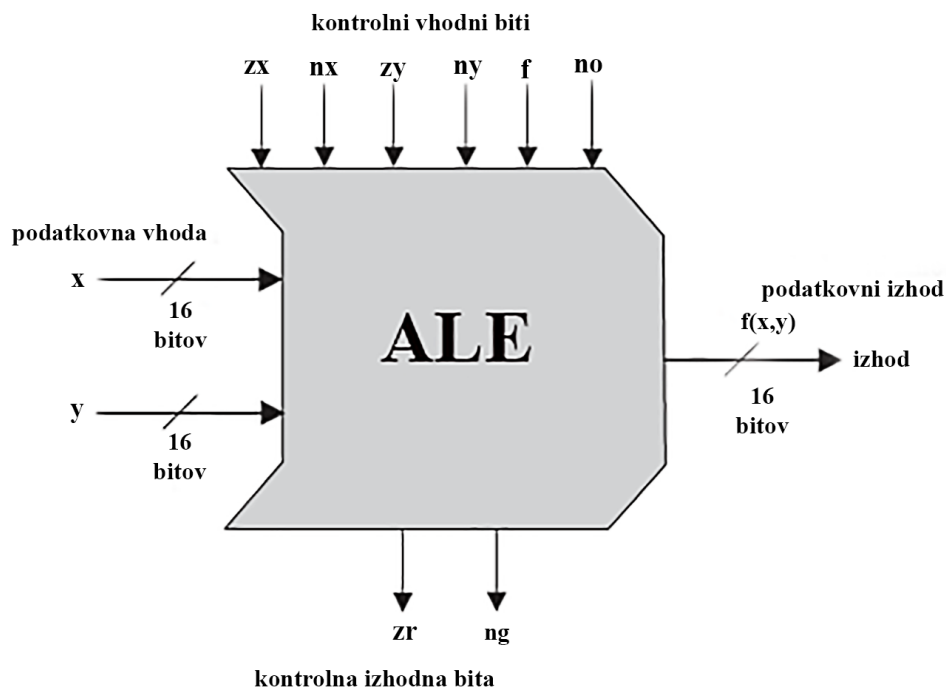 kontrolni vhodni biti
zx nx zy ny f no
podatkovna vhoda
x
16
bitov
y
16
bitov
ALE
podatkovni izhod
f(x,y)
izhod
16
bitov
zr ng
kontrolna izhodna bita